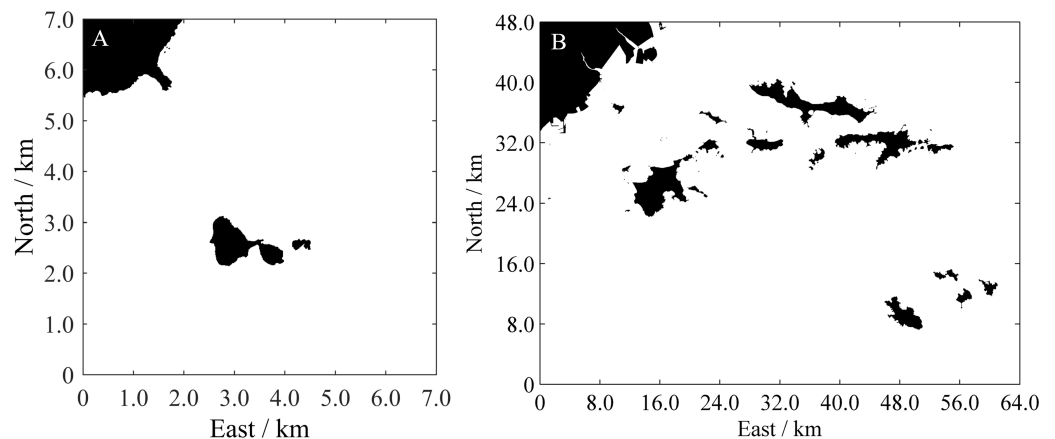 A
7.0
6.0
5.0
4.0
3.0
2.0
1.0
0
North / km
0 1.0 2.0 3.0 4.0 5.0 6.0 7.0
East / km
B
48.0
40.0
32.0
24.0
16.0
8.0
0
North / km
0 8.0 16.0 24.0 32.0 40.0 48.0 56.0 64.0
East / km